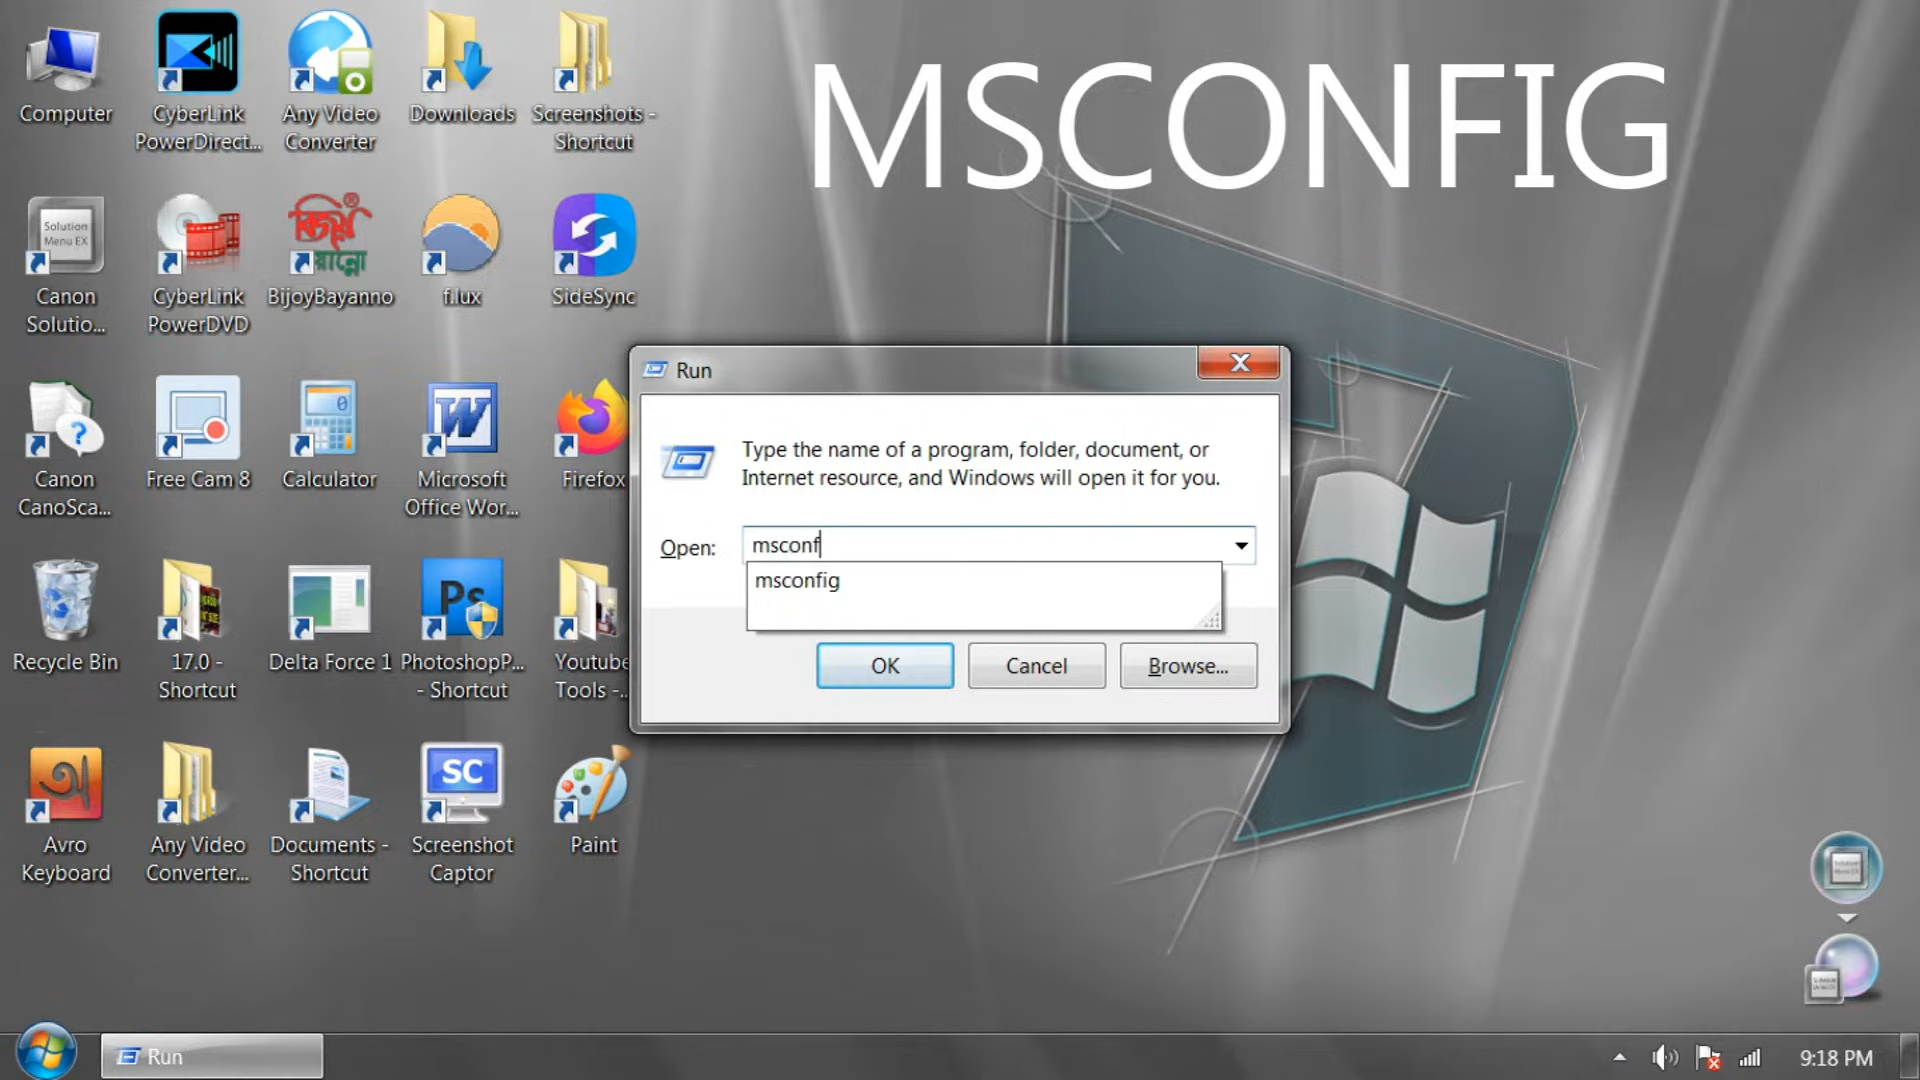 MSCONFIG
Computer
CyberLink
PowerDirect...
Any Video
Converter
Downloads
Screenshots -
Shortcut
Solution
Menu EX
Canon
Solutio...
CyberLink
PowerDVD
বিজয়®
বায়ান্নো
BijoyBayanno
f.lux
SideSync
Canon
CanoSca...
Free Cam 8
0
Calculator
W
Microsoft
Office Wor...
Firefox
Recycle Bin
17.0 -
Shortcut
Delta Force 1
Ps
PhotoshopP...
- Shortcut
Youtube
Tools -...
অ
Avro
Keyboard
Any Video
Converter...
Documents -
Shortcut
SC
Screenshot
Captor
Paint
Run
X
Type the name of a program, folder, document, or
Internet resource, and Windows will open it for you.
Open:
msconf
msconfig
OK
Cancel
Browse...
Run
9:18 PM